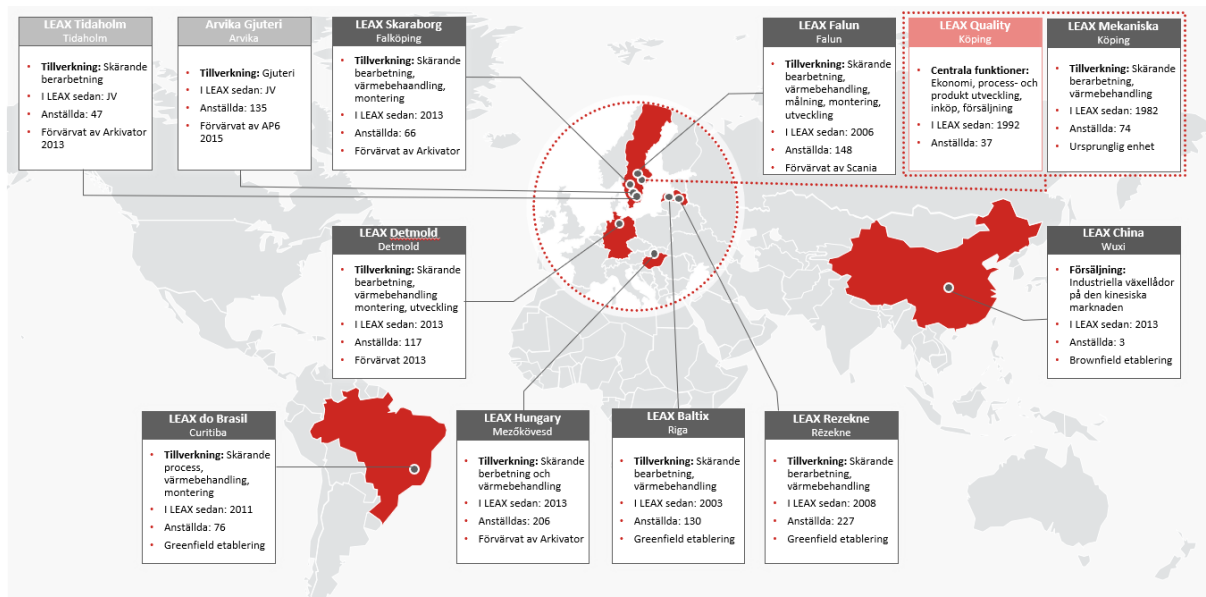 LEAX Tidaholm
Tidaholm
• Tillverkning: Skärande
berarbetning
• I LEAX sedan: JV
• Anställda: 47
• Förvärvat av Arkivator
2013
Arvika Gjuteri
Arvika
• Tillverkning: Gjuteri
• I LEAX sedan: JV
• Anställda: 135
• Förvärvat av AP6
2015
LEAX Skaraborg
Falköping
• Tillverkning: Skärande
bearbetning,
värmebehaandling,
montering
• I LEAX sedan: 2013
• Anställda: 66
• Förvärvat av Arkivator
LEAX Falun
Falun
• Tillverkning: Skärande
bearbetning,
värmebehandling,
målning, montering,
utveckling
• I LEAX sedan: 2006
• Anställda: 148
• Förvärvat av Scania
LEAX Quality
Köping
• Centrala funktioner:
Ekonomi, process- och
produkt utveckling,
inköp, försäljning
• I LEAX sedan: 1992
• Anställda: 37
LEAX Mekaniska
Köping
• Tillverkning: Skärande
berarbetning,
värmebehandling
• I LEAX sedan: 1982
• Anställda: 74
• Ursprunglig enhet
LEAX Detmold
Detmold
• Tillverkning: Skärande
bearbetning,
värmebehandling
montering, utveckling
• I LEAX sedan: 2013
• Anställda: 117
• Förvärvat 2013
LEAX China
Wuxi
• Försäljning:
Industriella växellådor
på den kinesiska
marknaden
• I LEAX sedan: 2013
• Anställda: 3
• Brownfield etablering
LEAX do Brasil
Curitiba
• Tillverkning: Skärande
process,
värmebehandling,
montering
• I LEAX sedan: 2011
• Anställda: 76
• Greenfield etablering
LEAX Hungary
Mezőkövesd
• Tillverkning: Skärande
berbetning och
värmebehandling
• I LEAX sedan: 2013
• Anställdas: 206
• Förvärvat av Arkivator
LEAX Baltix
Riga
• Tillverkning: Skärande
bearbetning,
värmebehandling
• I LEAX sedan: 2003
• Anställda: 130
• Greenfield etablering
LEAX Rezekne
Rēzekne
• Tillverkning: Skärande
berarbetning,
värmebehandling
• I LEAX sedan: 2008
• Anställda: 227
• Greenfield etablering